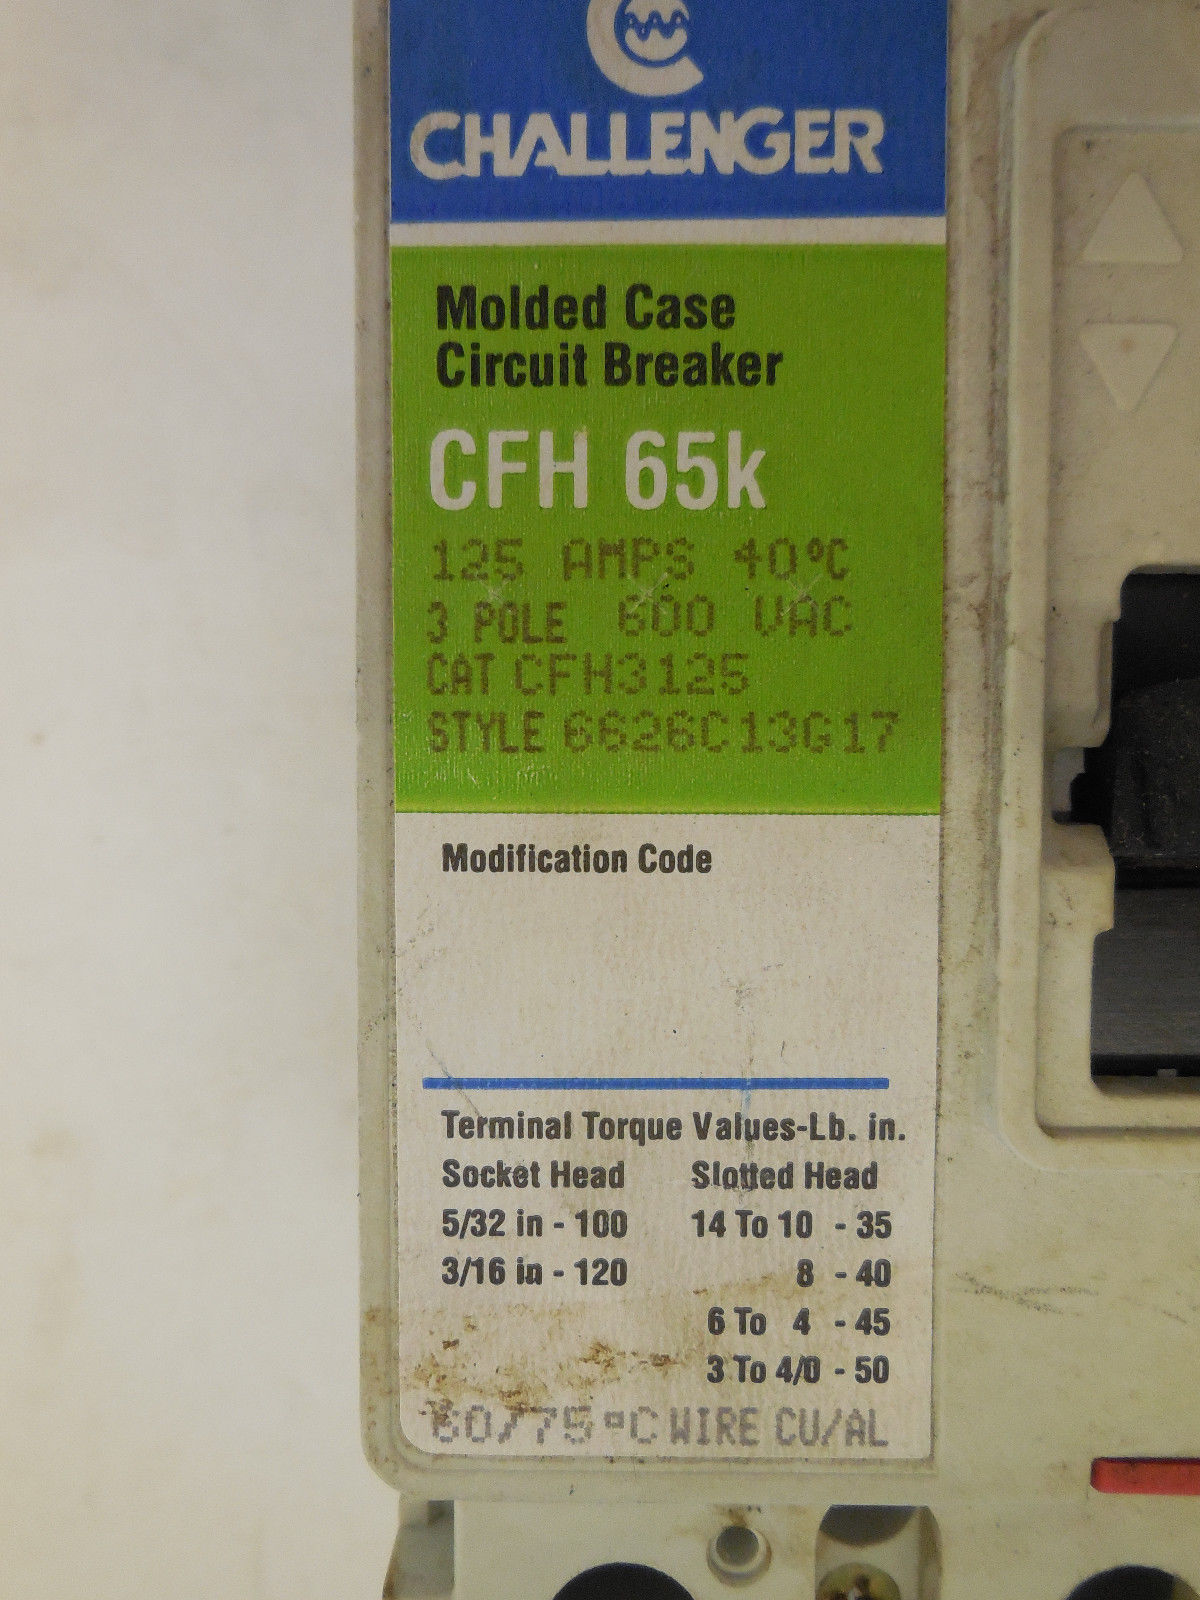 CHALLENGER
Molded Case
Circuit Breaker
CFH 65k
125 AMPS 40°C
3 POLE 600 VAC
CAT CFH3125
STYLE 6626C13G17
Modification Code
Terminal Torque Values-Lb. in.
Socket Head Slotted Head
5/32 in - 100 14 To 10 - 35
3/16 in - 120 8 - 40
6 To 4 - 45
3 To 4/0 - 50
60/75°C WIRE CU/AL